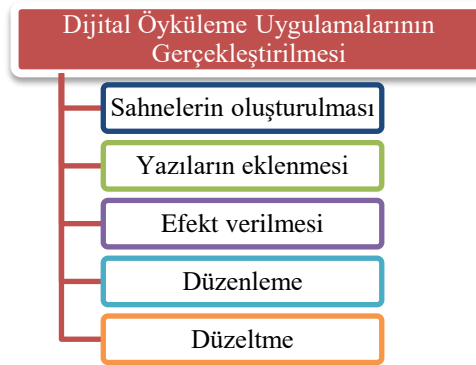 Dijital Öyküleme Uygulamalarının
Gerçekleştirilmesi
Sahnelerin oluşturulması
Yazıların eklenmesi
Efekt verilmesi
Düzenleme
Düzeltme